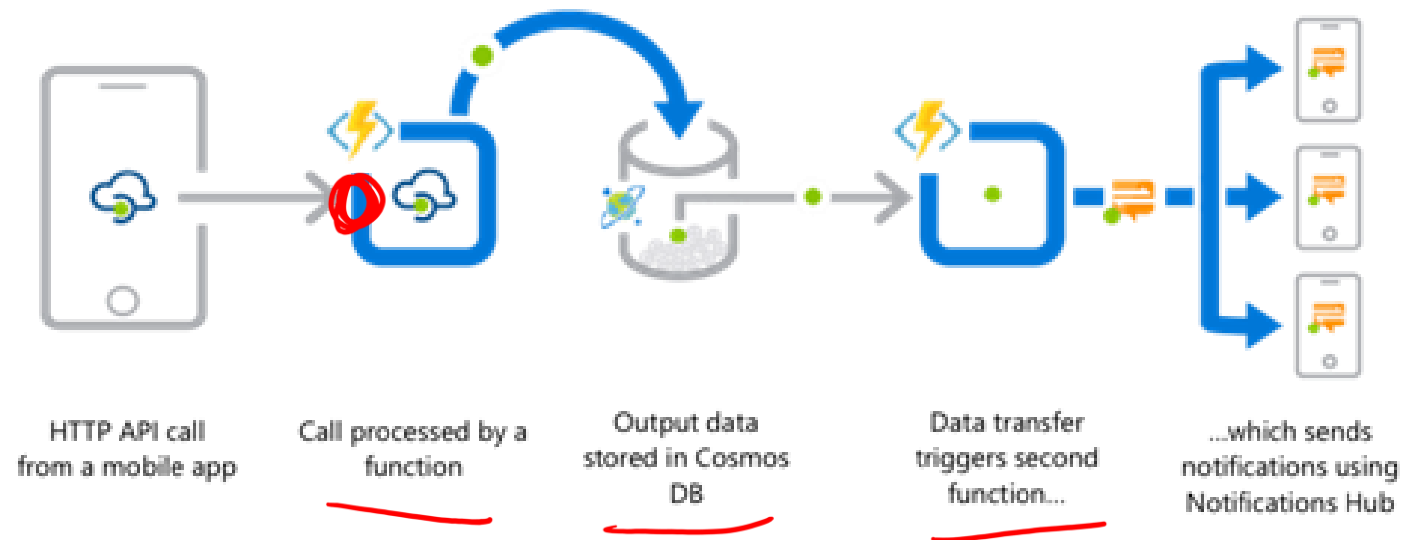 HTTP API call
from a mobile app
Call processed by a
function
Output data
stored in Cosmos
DB
Data transfer
triggers second
function...
...which sends
notifications using
Notifications Hub